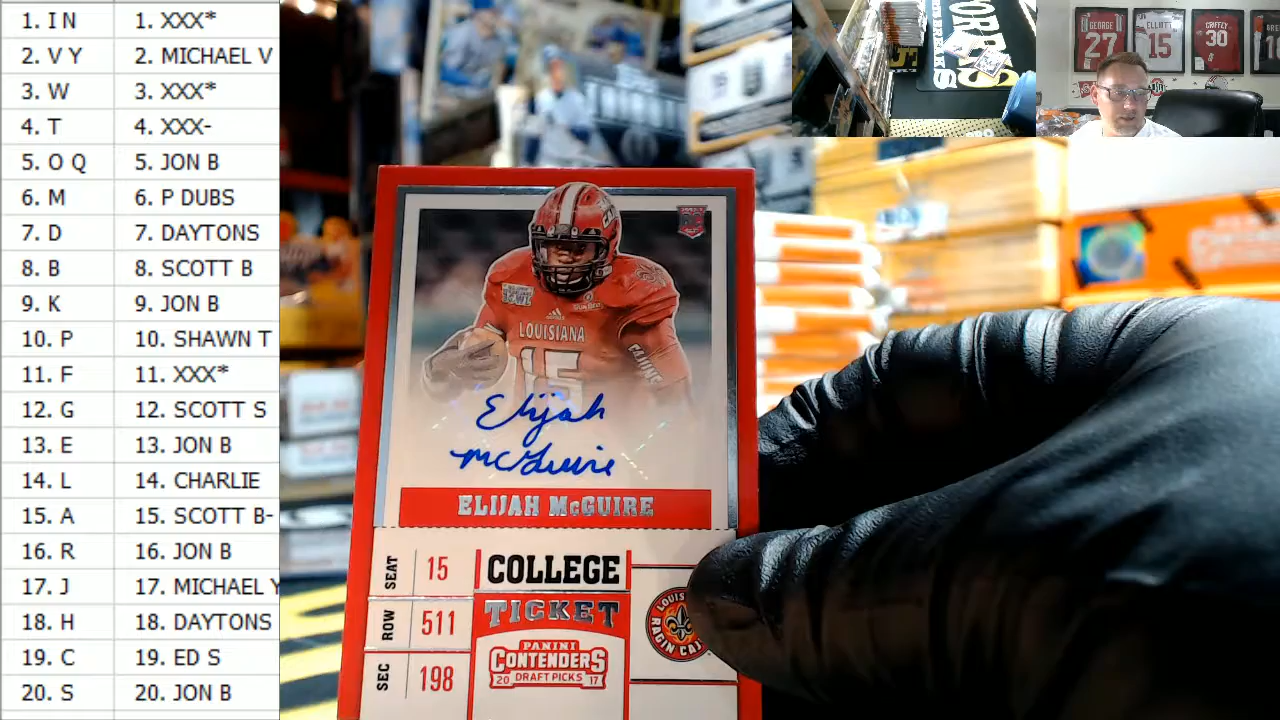 1. I N 1. XXX*
2. V Y 2. MICHAEL V
3. W 3. XXX*
4. T 4. XXX-
5. O Q 5. JON B
6. M 6. P DUBS
7. D 7. DAYTONS
8. B 8. SCOTT B
9. K 9. JON B
10. P 10. SHAWN T
11. F 11. XXX*
12. G 12. SCOTT S
13. E 13. JON B
14. L 14. CHARLIE
15. A 15. SCOTT B-
16. R 16. JON B
17. J 17. MICHAEL Y
18. H 18. DAYTONS
19. C 19. ED S
20. S 20. JON B
GEORGE
27
ELLIOTT
15
GRIFFEY
30
LOUISIANA
15
Elijah
McGuire
ELIJAH McGUIRE
SEAT 15
ROW 511
SEC 198
COLLEGE
TICKET
PANINI
CONTENDERS
20 DRAFT PICKS 17
RAGIN